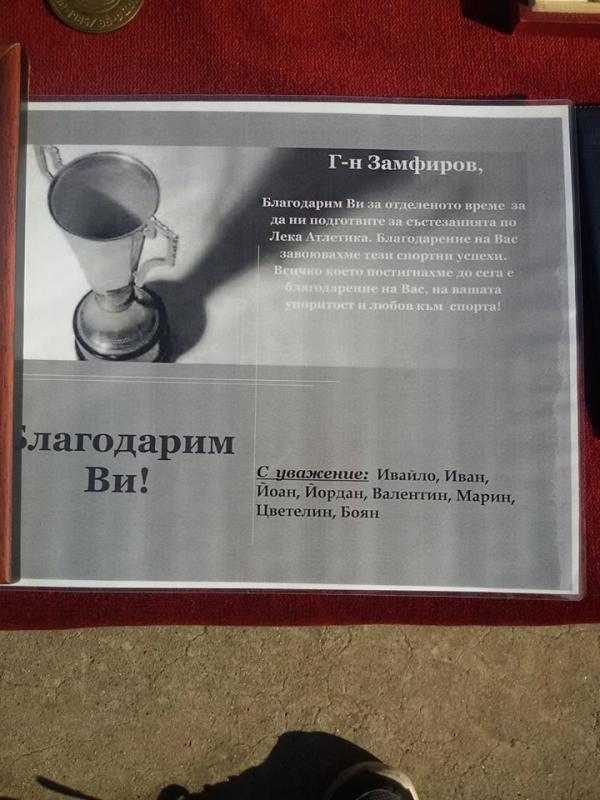 Г-н Замфиров,
Благодарим Ви за отделеното време за
да ни подготвите за състезанията по
Лека Атлетика. Благодарение на Вас
завоювахме тези спортни успехи.
Всичко което постигнахме до сега е
благодарение на Вас, на вашата
упоритост и любов към спорта!
Благодарим
Ви!
С уважение: Ивайло, Иван,
Йоан, Йордан, Валентин, Марин,
Цветелин, Боян